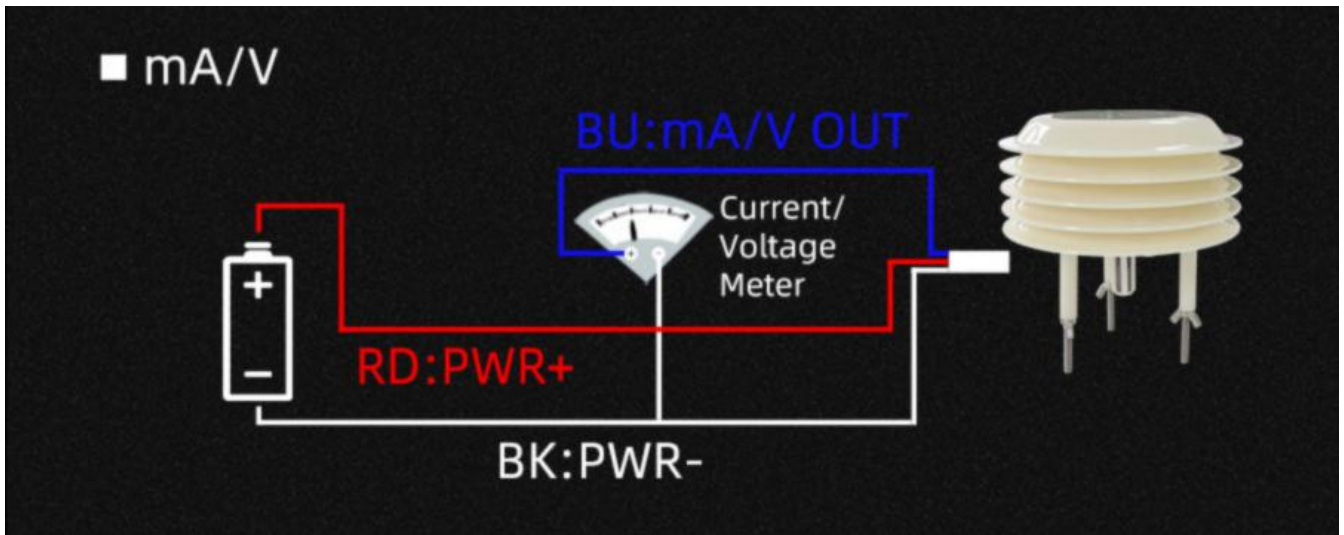 mA/V
BU:mA/V OUT
Current/
Voltage
Meter
+
-
+
RD:PWR+
BK:PWR-